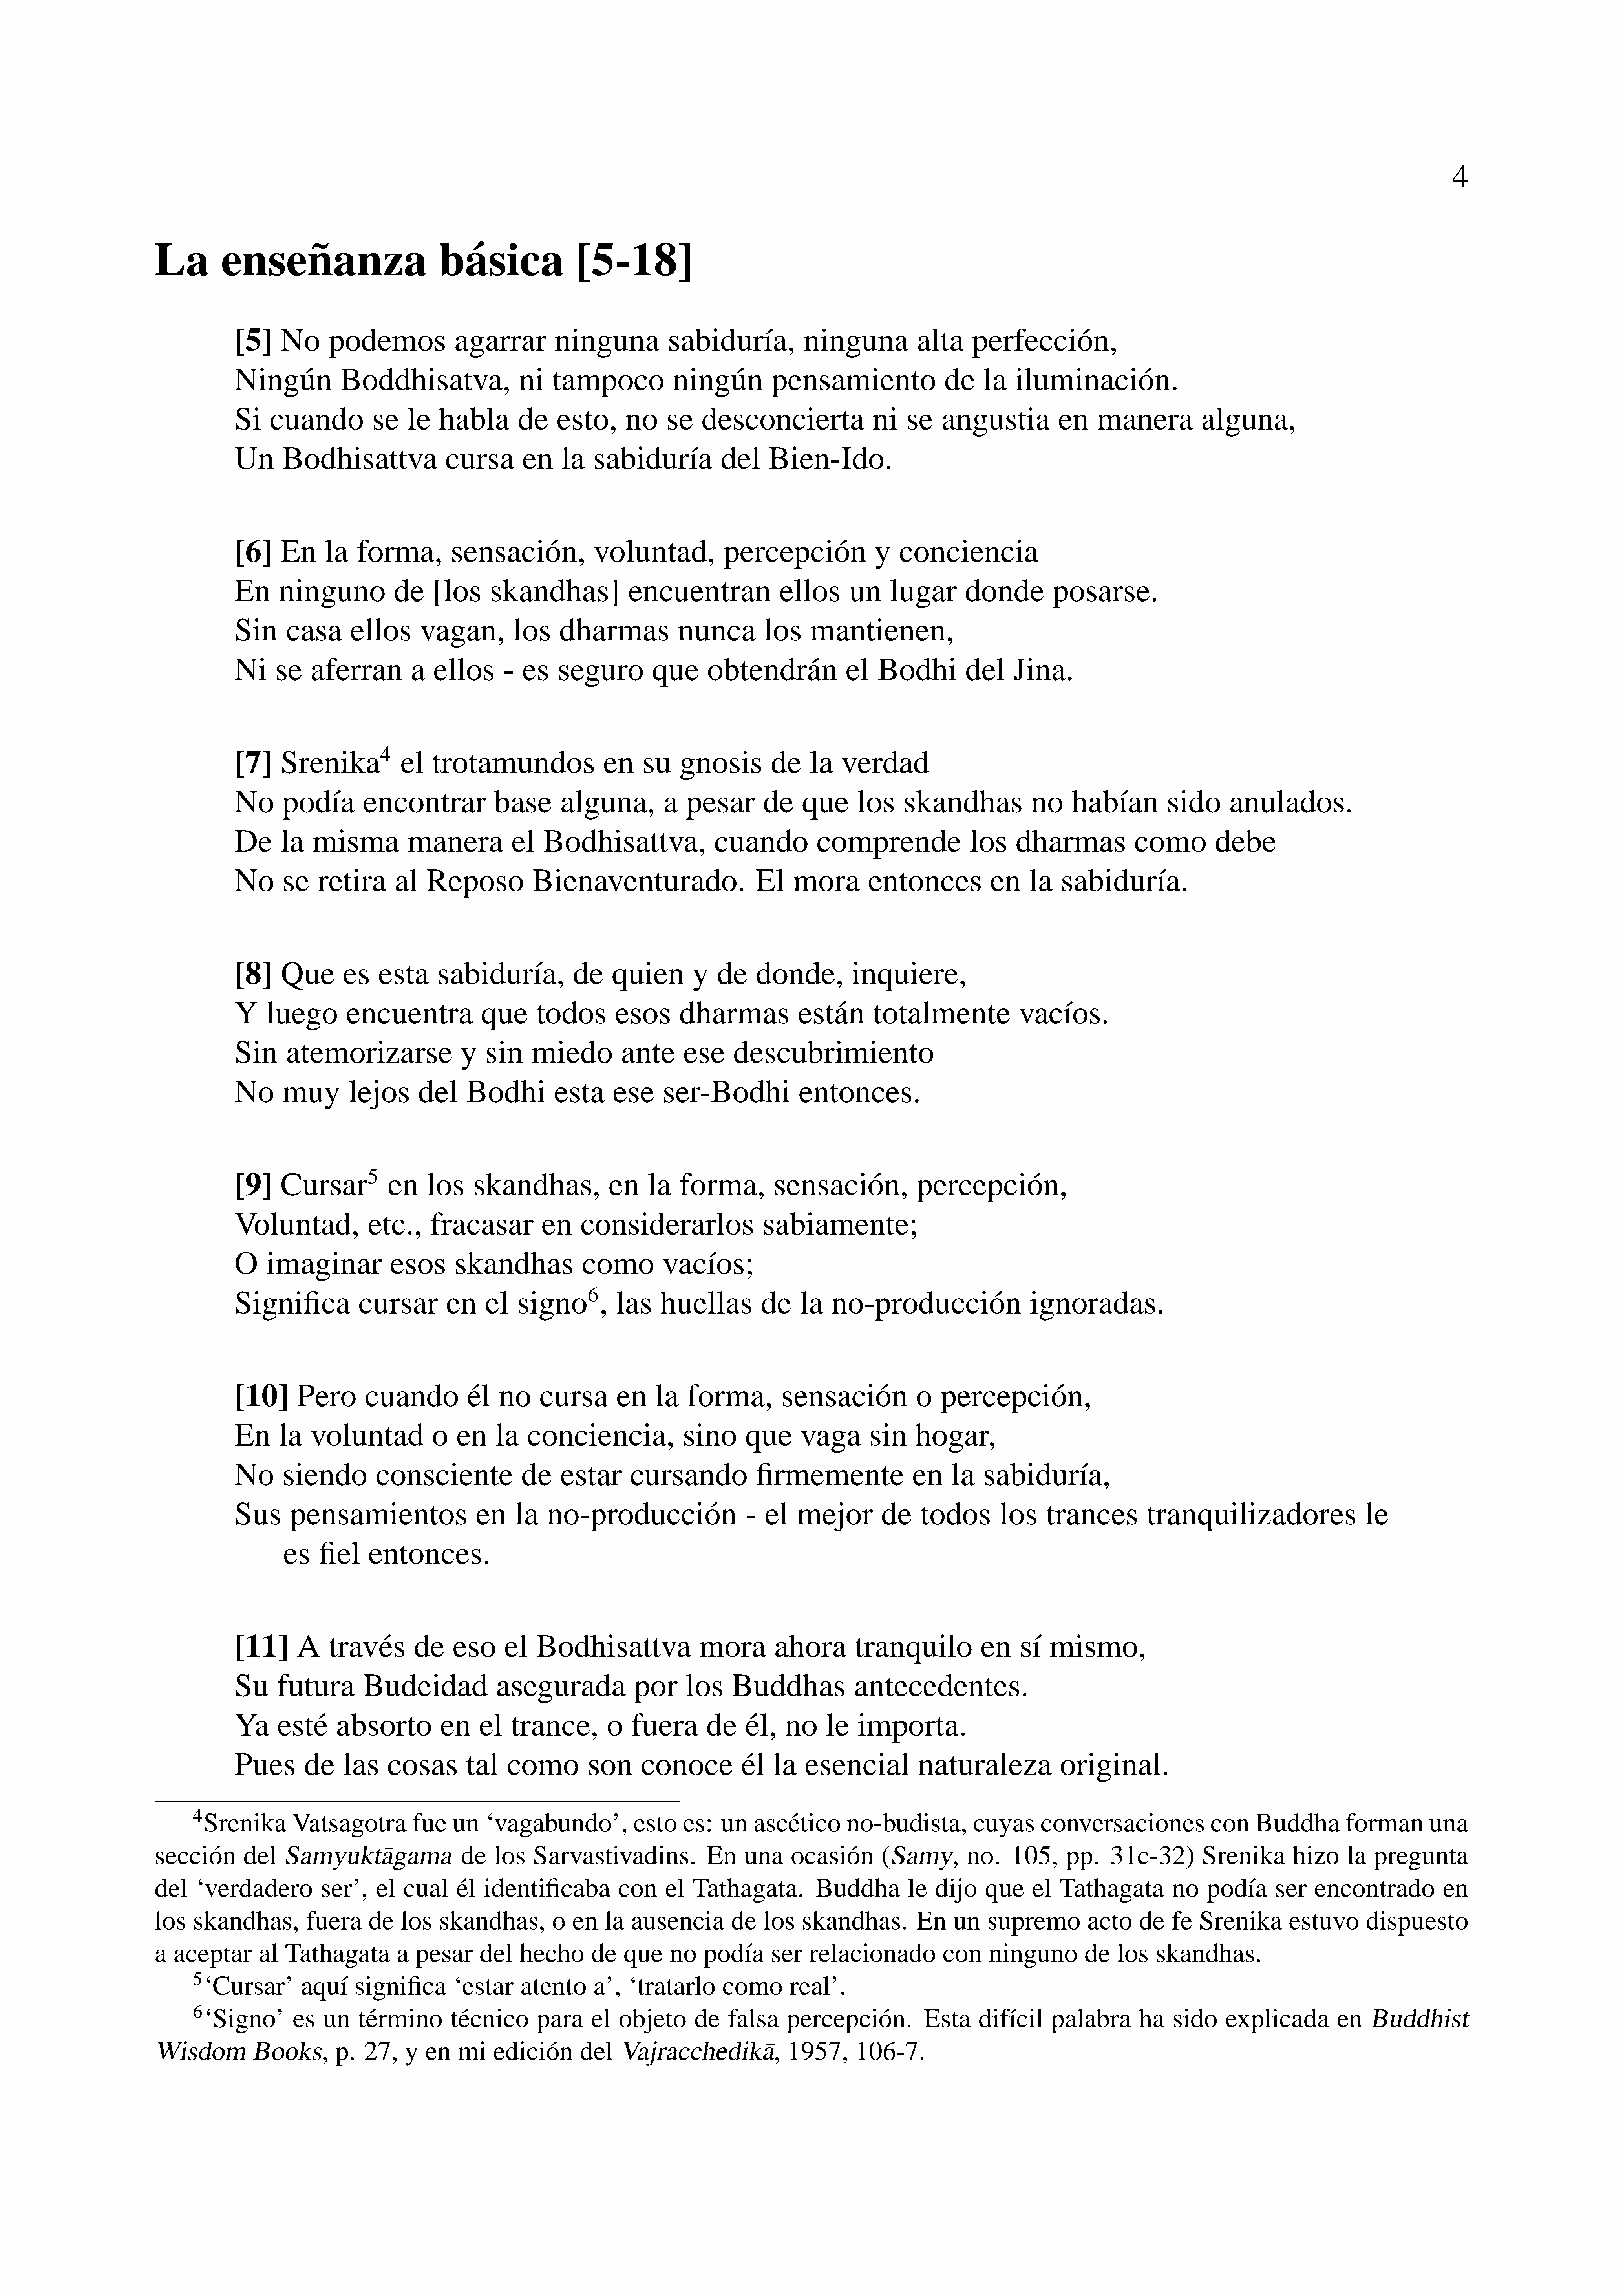 4
La enseñanza básica [5-18]
[5] No podemos agarrar ninguna sabiduría, ninguna alta perfección,
Ningún Boddhisatva, ni tampoco ningún pensamiento de la iluminación.
Si cuando se le habla de esto, no se desconcierta ni se angustia en manera alguna,
Un Bodhisattva cursa en la sabiduría del Bien-Ido.
[6] En la forma, sensación, voluntad, percepción y conciencia
En ninguno de [los skandhas] encuentran ellos un lugar donde posarse.
Sin casa ellos vagan, los dharmas nunca los mantienen,
Ni se aferran a ellos - es seguro que obtendrán el Bodhi del Jina.
[7] Srenika4 el trotamundos en su gnosis de la verdad
No podía encontrar base alguna, a pesar de que los skandhas no habían sido anulados.
De la misma manera el Bodhisattva, cuando comprende los dharmas como debe
No se retira al Reposo Bienaventurado. El mora entonces en la sabiduría.
[8] Que es esta sabiduría, de quien y de donde, inquiere,
Y luego encuentra que todos esos dharmas están totalmente vacíos.
Sin atemorizarse y sin miedo ante ese descubrimiento
No muy lejos del Bodhi esta ese ser-Bodhi entonces.
[9] Cursar5 en los skandhas, en la forma, sensación, percepción,
Voluntad, etc., fracasar en considerarlos sabiamente;
O imaginar esos skandhas como vacíos;
Significa cursar en el signo6, las huellas de la no-producción ignoradas.
[10] Pero cuando él no cursa en la forma, sensación o percepción,
En la voluntad o en la conciencia, sino que vaga sin hogar,
No siendo consciente de estar cursando firmemente en la sabiduría,
Sus pensamientos en la no-producción - el mejor de todos los trances tranquilizadores le
es fiel entonces.
[11] A través de eso el Bodhisattva mora ahora tranquilo en sí mismo,
Su futura Budeidad asegurada por los Buddhas antecedentes.
Ya esté absorto en el trance, o fuera de él, no le importa.
Pues de las cosas tal como son conoce él la esencial naturaleza original.
4Srenika Vatsagotra fue un ‘vagabundo’, esto es: un ascético no-budista, cuyas conversaciones con Buddha forman una
sección del Samyuktāgama de los Sarvastivadins. En una ocasión (Samy, no. 105, pp. 31c-32) Srenika hizo la pregunta
del ‘verdadero ser’, el cual él identificaba con el Tathagata. Buddha le dijo que el Tathagata no podía ser encontrado en
los skandhas, fuera de los skandhas, o en la ausencia de los skandhas. En un supremo acto de fe Srenika estuvo dispuesto
a aceptar al Tathagata a pesar del hecho de que no podía ser relacionado con ninguno de los skandhas.
5‘Cursar’ aquí significa ‘estar atento a’, ‘tratarlo como real’.
6‘Signo’ es un término técnico para el objeto de falsa percepción. Esta difícil palabra ha sido explicada en Buddhist
Wisdom Books, p. 27, y en mi edición del Vajracchedikā, 1957, 106-7.